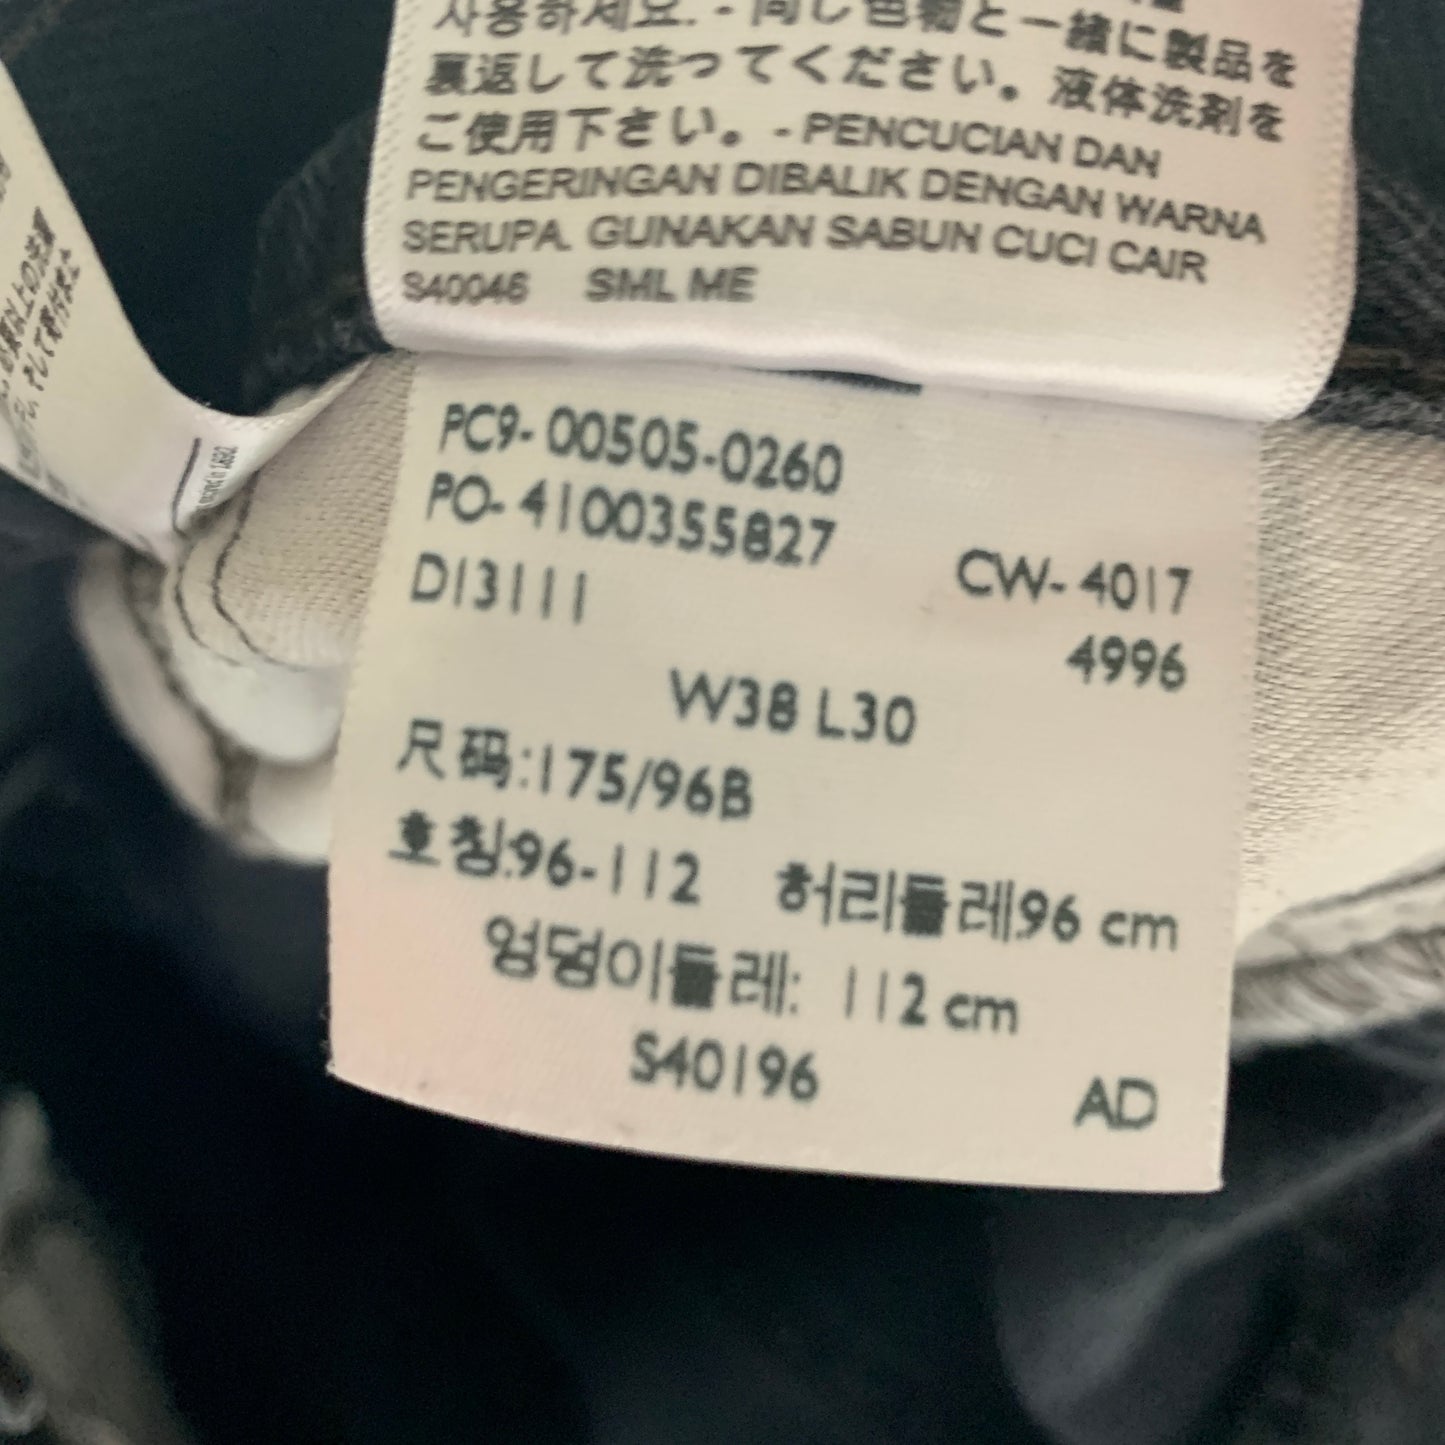 사용하세요. - 同じ色物と一緒に製品を
裏返して洗ってください。液体洗剤を
ご使用下さい。- PENCUCIAN DAN
PENGERINGAN DIBALIK DENGAN WARNA
SERUPA. GUNAKAN SABUN CUCI CAIR
S40046 SML ME
PC9- 00505-0260
PO- 4100355827
D13111
CW- 4017
4996
W38 L30
尺码:175/96B
호칭:96-112 허리둘레:96 cm
엉덩이둘레: 112 cm
S40196
AD